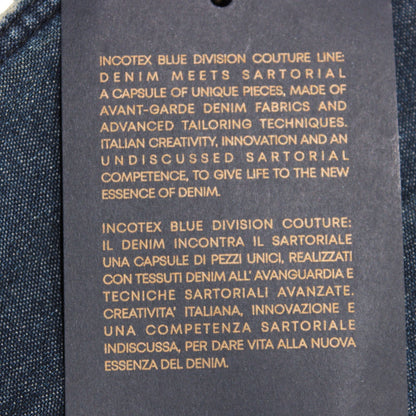 INCOTEX BLUE DIVISION COUTURE LINE:
DENIM MEETS SARTORIAL
A CAPSULE OF UNIQUE PIECES, MADE OF
AVANT-GARDE DENIM FABRICS AND
ADVANCED TAILORING TECHNIQUES.
ITALIAN CREATIVITY, INNOVATION AND AN
UNDISCUSSED SARTORIAL
COMPETENCE, TO GIVE LIFE TO THE NEW
ESSENCE OF DENIM.
INCOTEX BLUE DIVISION COUTURE:
IL DENIM INCONTRA IL SARTORIALE
UNA CAPSULE DI PEZZI UNICI, REALIZZATI
CON TESSUTI DENIM ALL' AVANGUARDIA E
TECNICHE SARTORIALI AVANZATE.
CREATIVITA' ITALIANA, INNOVAZIONE E
UNA COMPETENZA SARTORIALE
INDISCUSSA, PER DARE VITA ALLA NUOVA
ESSENZA DEL DENIM.